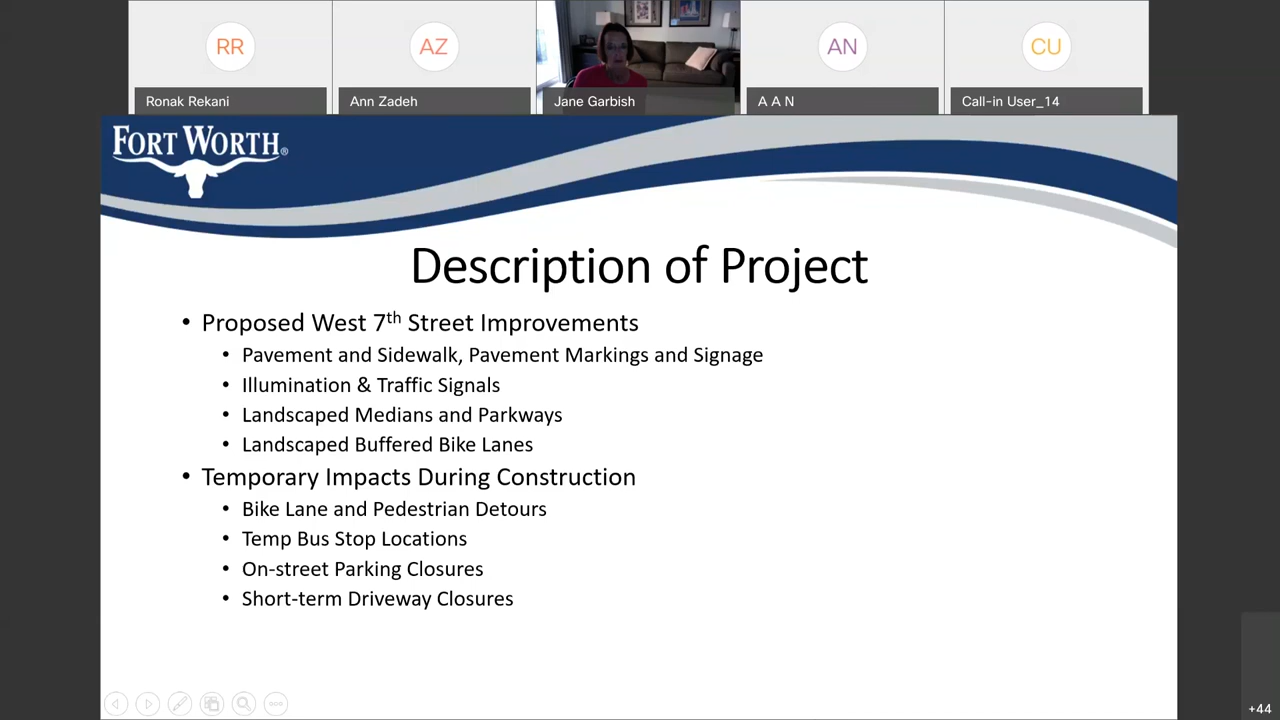 RR
AZ
AN
CU
Ronak Rekani
Ann Zadeh
Jane Garbish
A A N
Call-in User_14
FORT WORTH®
Description of Project
• Proposed West 7th Street Improvements
• Pavement and Sidewalk, Pavement Markings and Signage
• Illumination & Traffic Signals
• Landscaped Medians and Parkways
• Landscaped Buffered Bike Lanes
• Temporary Impacts During Construction
• Bike Lane and Pedestrian Detours
• Temp Bus Stop Locations
• On-street Parking Closures
• Short-term Driveway Closures
+44